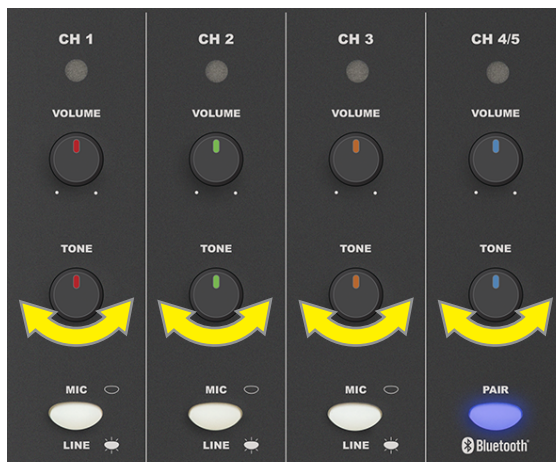 CH 1
CH 2
CH 3
CH 4/5
VOLUME
VOLUME
VOLUME
VOLUME
TONE
TONE
TONE
TONE
MIC
MIC
MIC
PAIR
LINE
LINE
LINE
Bluetooth